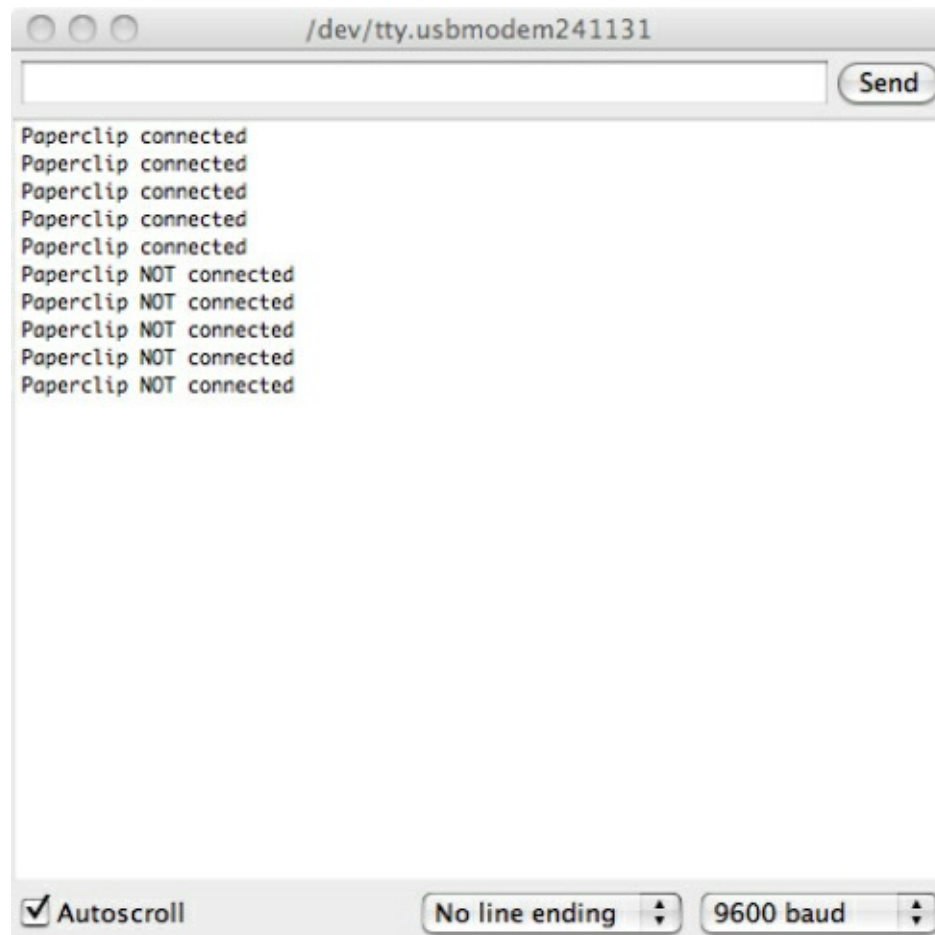 /dev/tty.usbmodem241131
Send
Paperclip connected
Paperclip connected
Paperclip connected
Paperclip connected
Paperclip connected
Paperclip NOT connected
Paperclip NOT connected
Paperclip NOT connected
Paperclip NOT connected
Paperclip NOT connected
Autoscroll No line ending 9600 baud